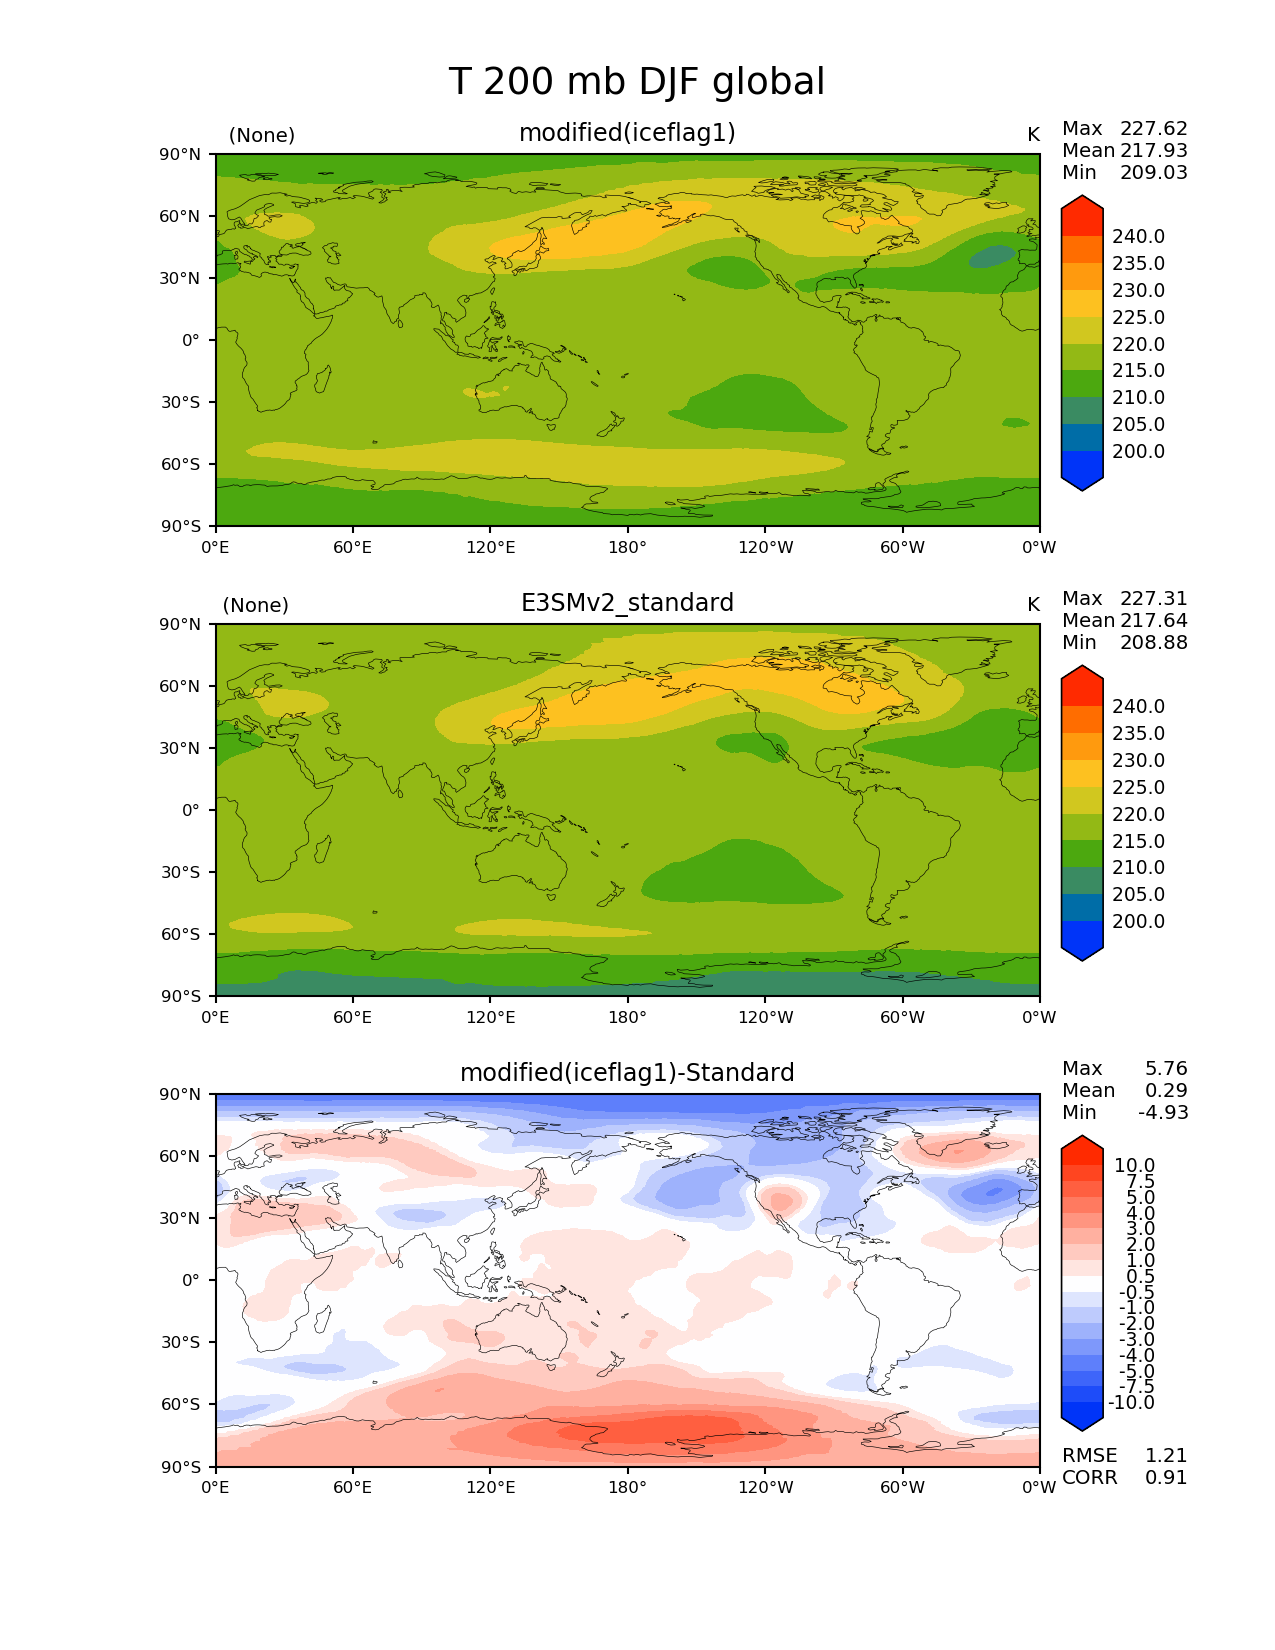 T 200 mb DJF global
(None) modified(iceflag1) K
Max 227.62
Mean 217.93
Min 209.03
90°N
60°N
30°N
0°
30°S
60°S
90°S
0°E 60°E 120°E 180° 120°W 60°W 0°W
240.0
235.0
230.0
225.0
220.0
215.0
210.0
205.0
200.0
(None) E3SMv2_standard K
Max 227.31
Mean 217.64
Min 208.88
90°N
60°N
30°N
0°
30°S
60°S
90°S
0°E 60°E 120°E 180° 120°W 60°W 0°W
240.0
235.0
230.0
225.0
220.0
215.0
210.0
205.0
200.0
modified(iceflag1)-Standard
Max 5.76
Mean 0.29
Min -4.93
90°N
60°N
30°N
0°
30°S
60°S
90°S
0°E 60°E 120°E 180° 120°W 60°W 0°W
10.0
7.5
5.0
4.0
3.0
2.0
1.0
0.5
-0.5
-1.0
-2.0
-3.0
-4.0
-5.0
-7.5
-10.0
RMSE 1.21
CORR 0.91